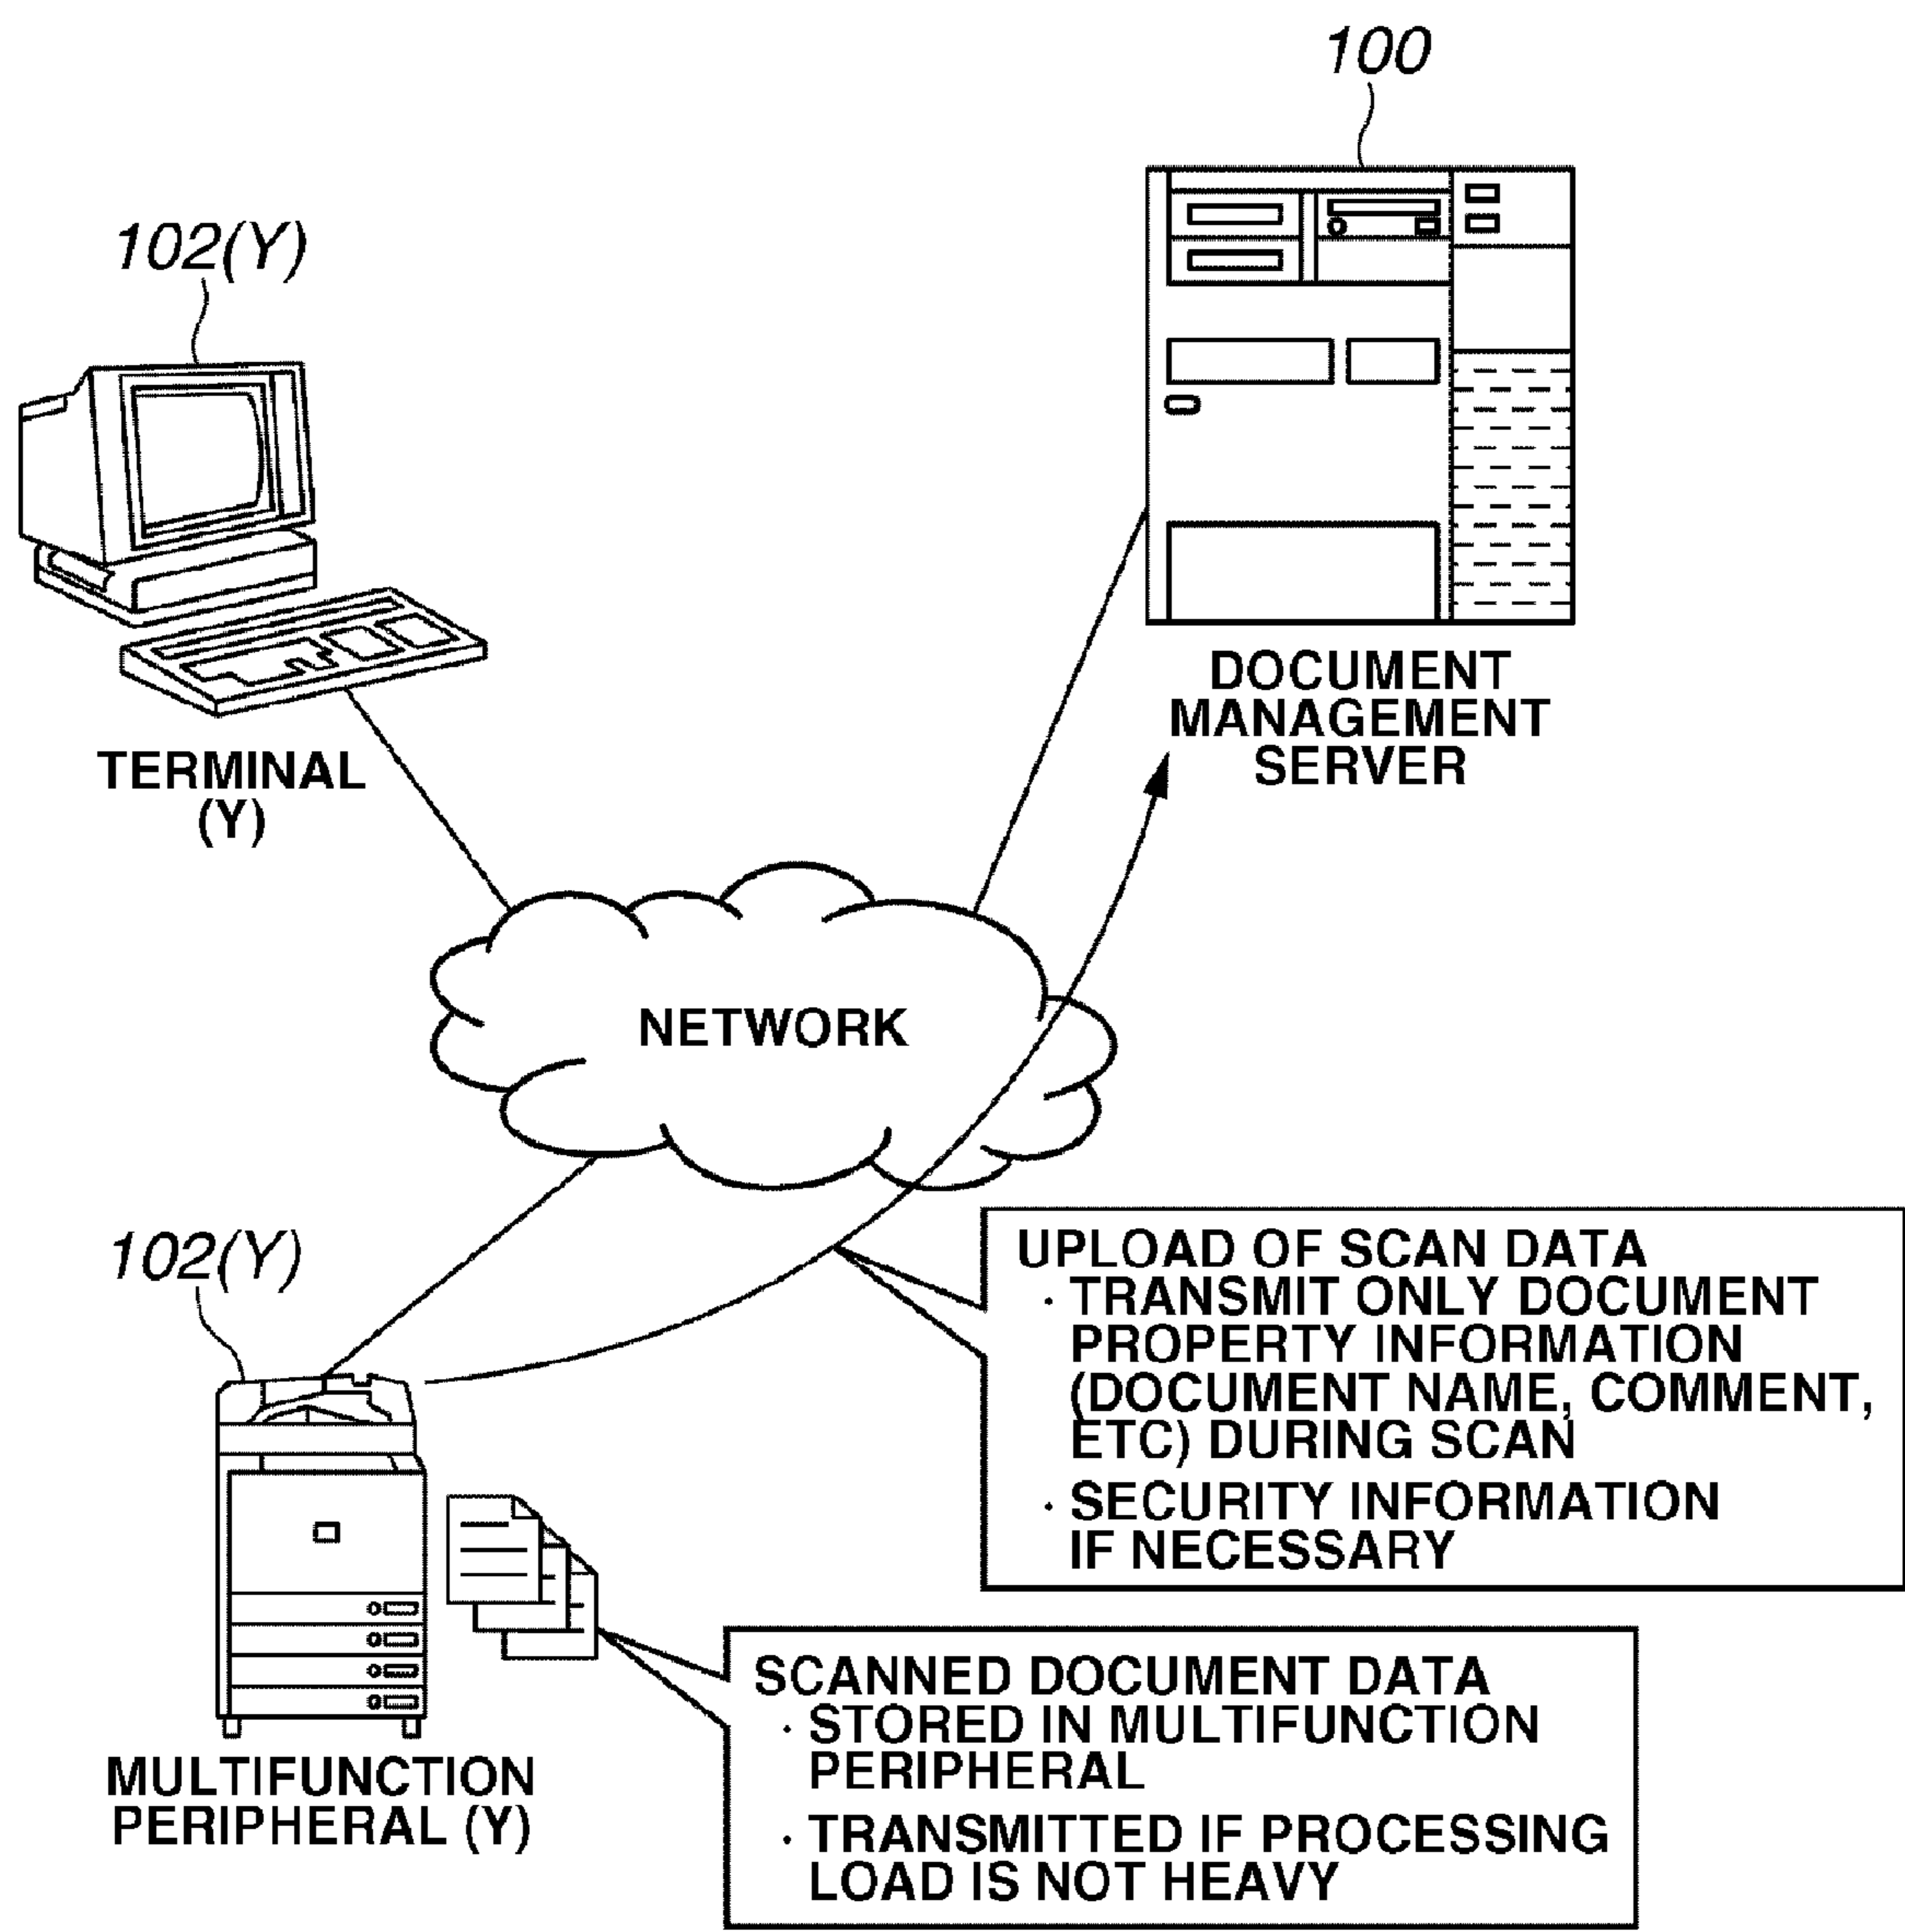 100
102(Y)
DOCUMENT
MANAGEMENT
SERVER
TERMINAL
(Y)
NETWORK
102(Y)
UPLOAD OF SCAN DATA
· TRANSMIT ONLY DOCUMENT
PROPERTY INFORMATION
(DOCUMENT NAME, COMMENT,
ETC) DURING SCAN
· SECURITY INFORMATION
IF NECESSARY
SCANNED DOCUMENT DATA
· STORED IN MULTIFUNCTION
PERIPHERAL
· TRANSMITTED IF PROCESSING
LOAD IS NOT HEAVY
MULTIFUNCTION
PERIPHERAL (Y)